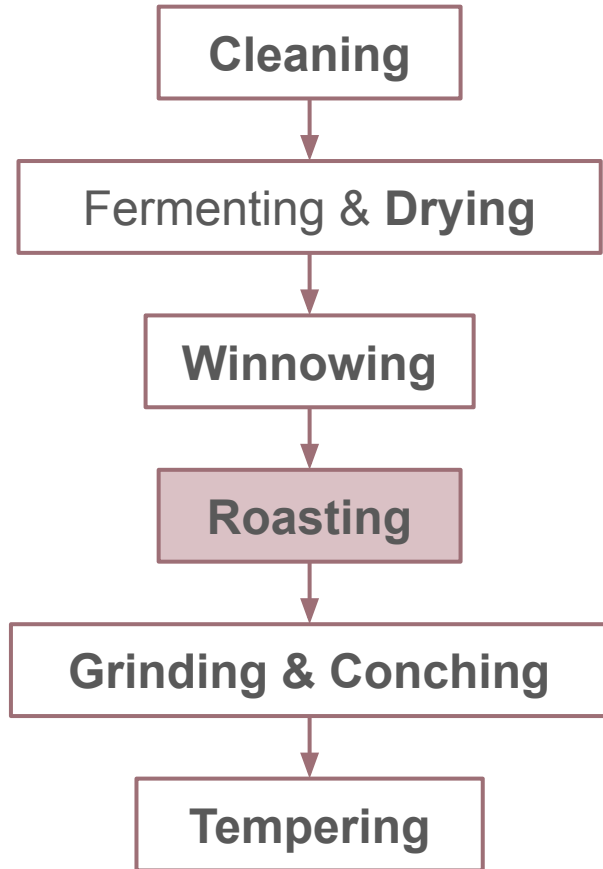 Cleaning
Fermenting & Drying
Winnowing
Roasting
Grinding & Conching
Tempering